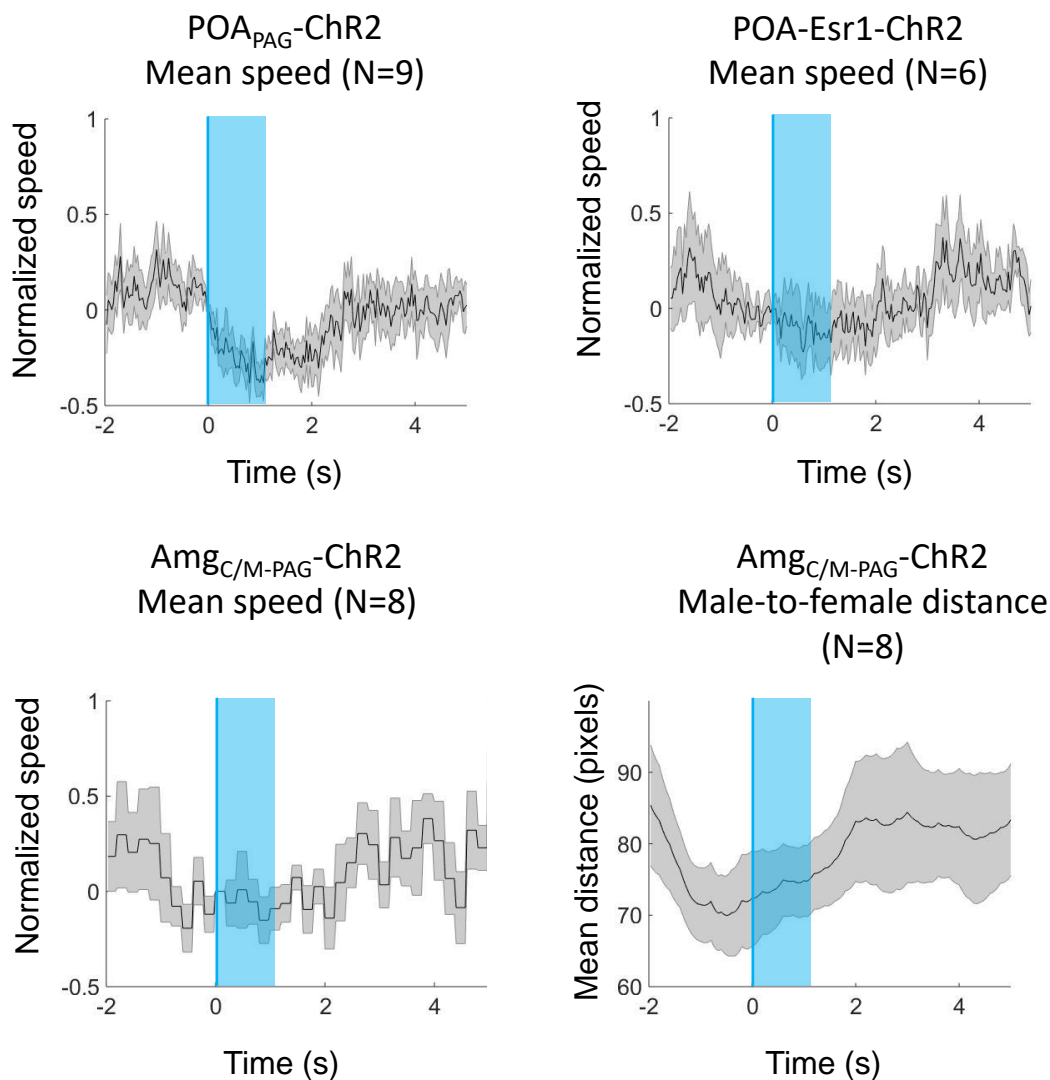 POA_PAG-ChR2
Mean speed (N=9)
1
0.5
0
-0.5
Normalized speed
-2 0 2 4
Time (s)
POA-Esr1-ChR2
Mean speed (N=6)
1
0.5
0
-0.5
Normalized speed
-2 0 2 4
Time (s)
Amg_C/M-PAG-ChR2
Mean speed (N=8)
1
0.5
0
-0.5
Normalized speed
-2 0 2 4
Time (s)
Amg_C/M-PAG-ChR2
Male-to-female distance
(N=8)
90
80
70
60
Mean distance (pixels)
-2 0 2 4
Time (s)